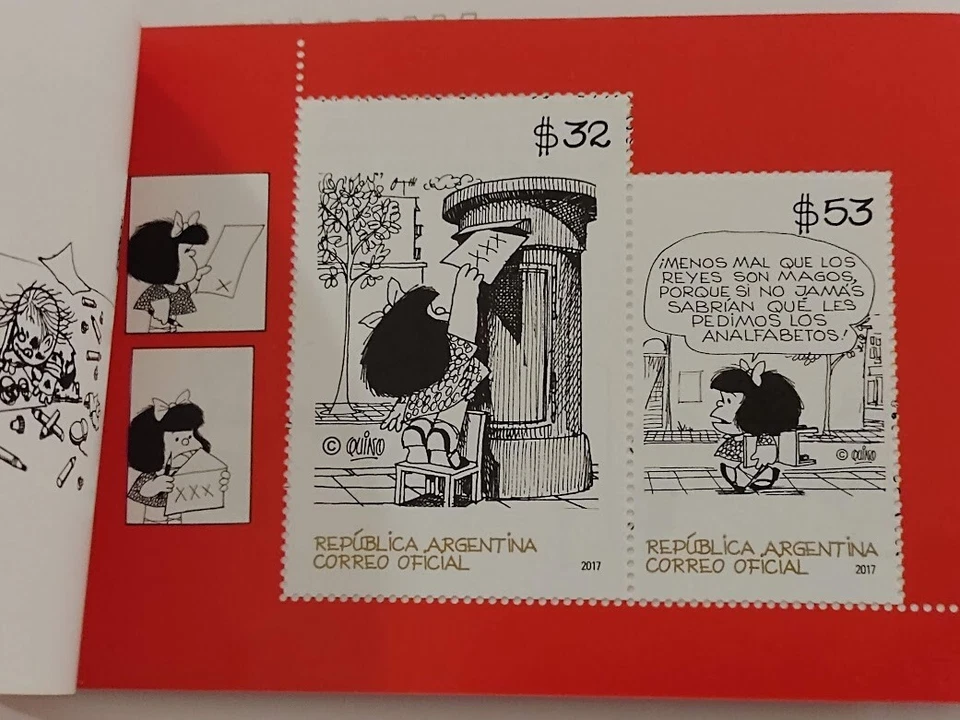 $32
XXX
© QUINO
REPÚBLICA ARGENTINA
CORREO OFICIAL
2017
$53
¡MENOS MAL QUE LOS
REYES SON MAGOS,
PORQUE SI NO JAMÁS
SABRÍAN QUÉ LES
PEDIMOS LOS
ANALFABETOS!
© QUINO
REPÚBLICA ARGENTINA
CORREO OFICIAL
2017
X
XXX